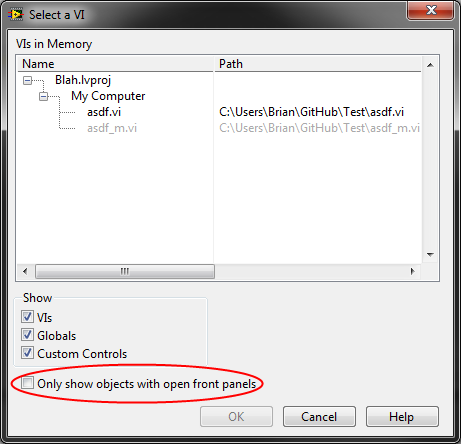 Select a VI
VIs in Memory
Name Path
Blah.lvproj
My Computer
asdf.vi C:\Users\Brian\GitHub\Test\asdf.vi
asdf_m.vi C:\Users\Brian\GitHub\Test\asdf_m.vi
Show
VIs
Globals
Custom Controls
Only show objects with open front panels
OK Cancel Help